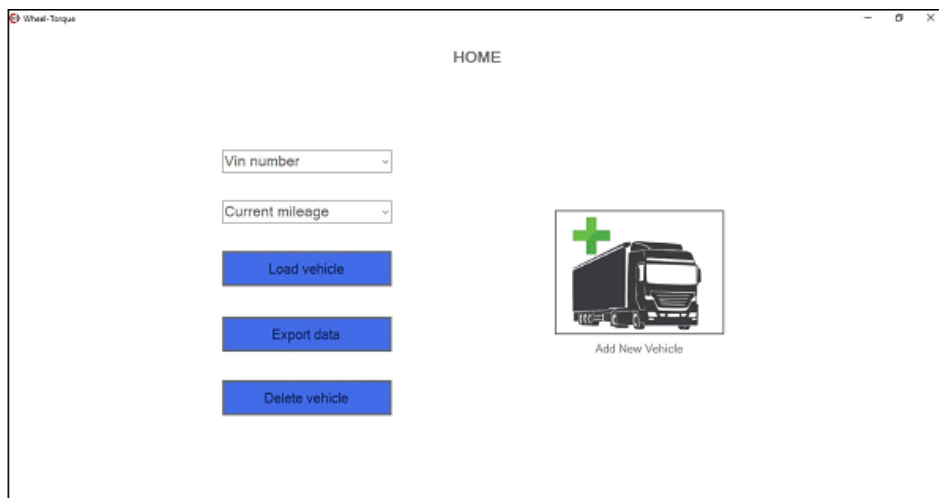 Wheel-Torque
HOME
Vin number
Current mileage
Load vehicle
Export data
Delete vehicle
Add New Vehicle